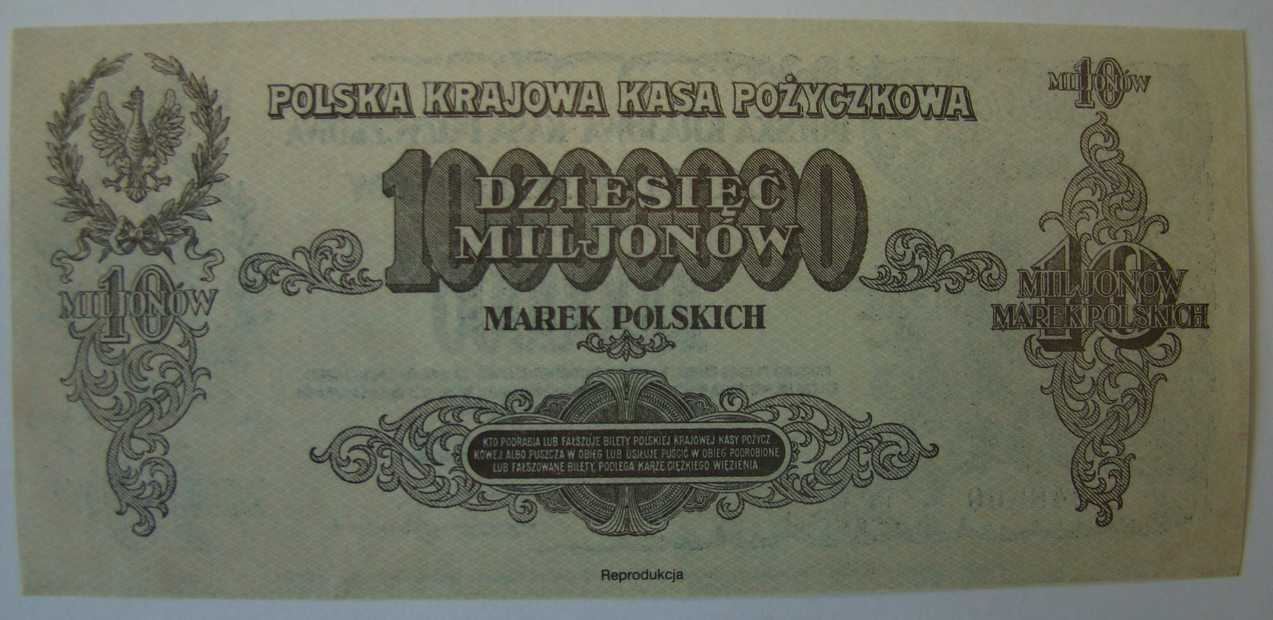 POLSKA KRAJOWA KASA POŻYCZKOWA
10
MILJONÓW
10000000
DZIESIĘĆ
MILJONÓW
MAREK POLSKICH
10
MILJONÓW
10
MILJONÓW
MAREK POLSKICH
KTO PODRABIA LUB FAŁSZUJE BILETY POLSKIEJ KRAJOWEJ KASY POŻYCZ
KOWEJ ALBO PUSZCZA W OBIEG LUB USIŁUJE PUŚCIĆ W OBIEG PODROBIONE
LUB FAŁSZOWANE BILETY, PODLEGA KARZE CIĘŻKIEGO WIĘZIENIA
Reprodukcja